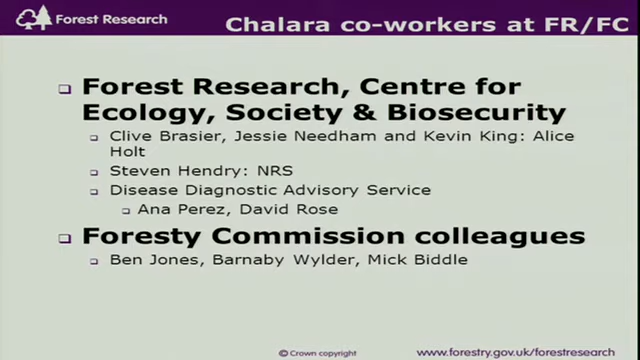 Forest Research
Chalara co-workers at FR/FC
Forest Research, Centre for
Ecology, Society & Biosecurity
Clive Brasier, Jessie Needham and Kevin King: Alice
Holt
Steven Hendry: NRS
Disease Diagnostic Advisory Service
Ana Perez, David Rose
Foresty Commission colleagues
Ben Jones, Barnaby Wylder, Mick Biddle
© Crown copyright
www.forestry.gov.uk/forestresearch